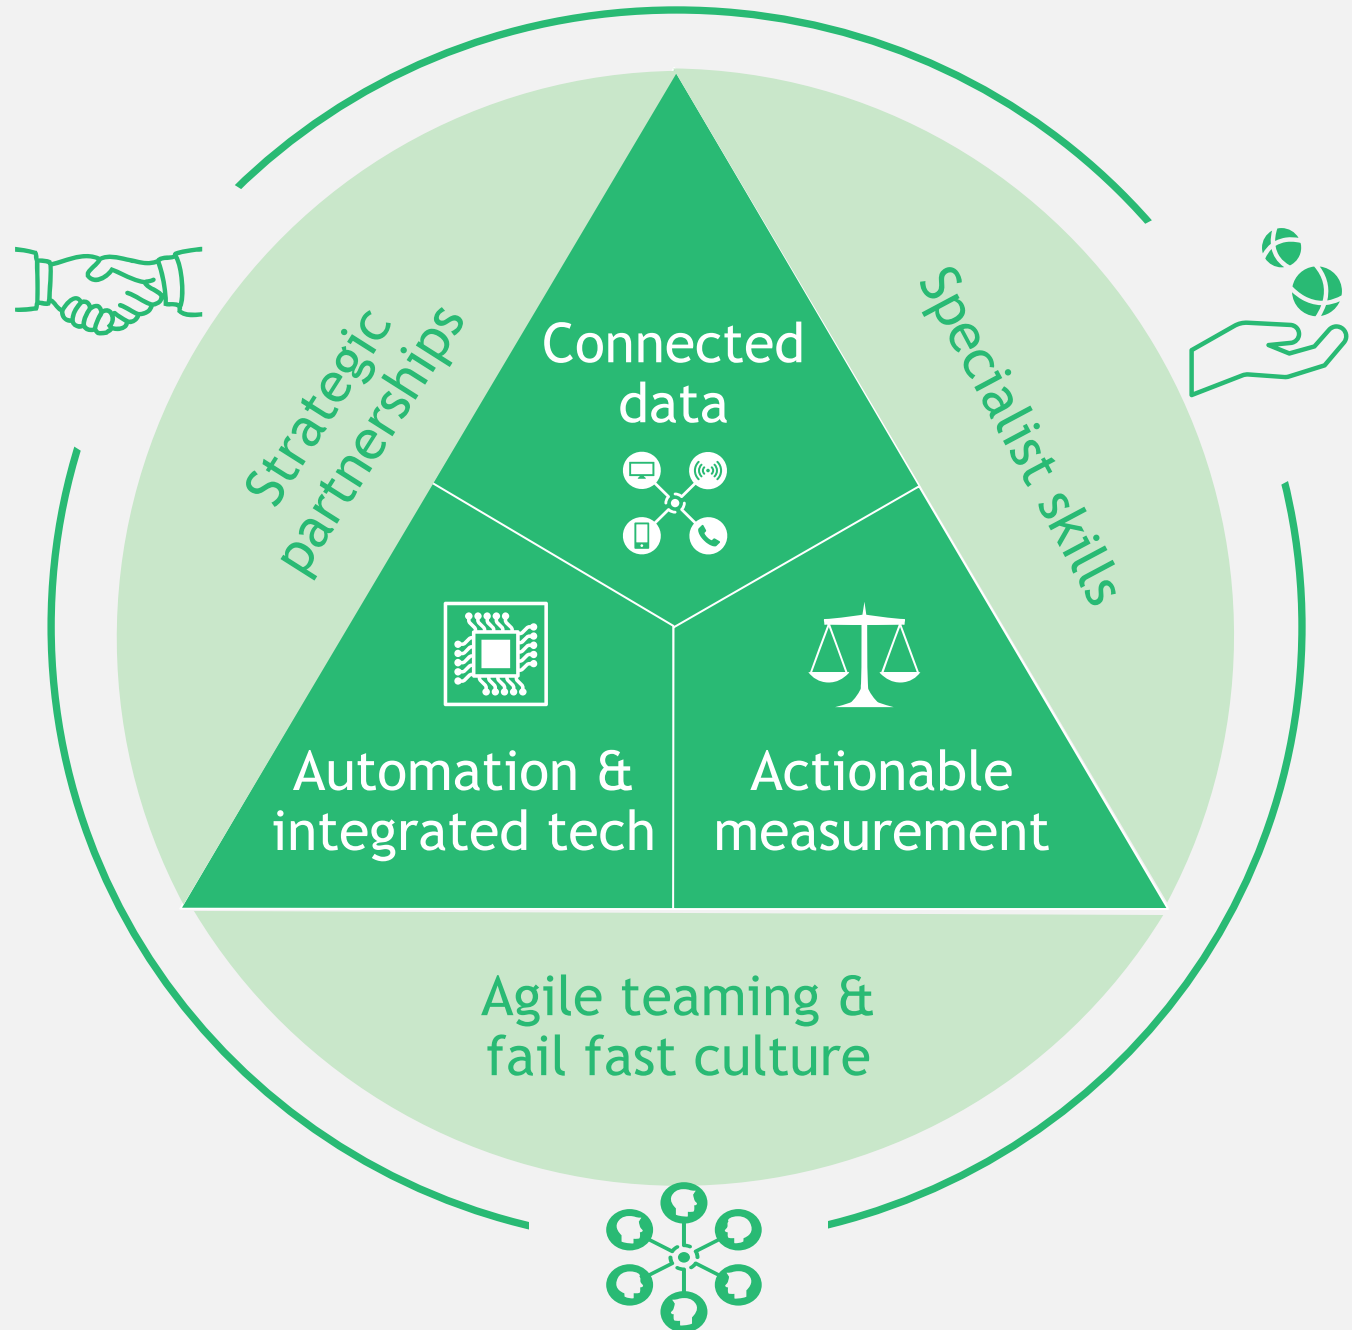 Strategic
partnerships
Specialist skills
Connected
data
Automation &
integrated tech
Actionable
measurement
Agile teaming &
fail fast culture